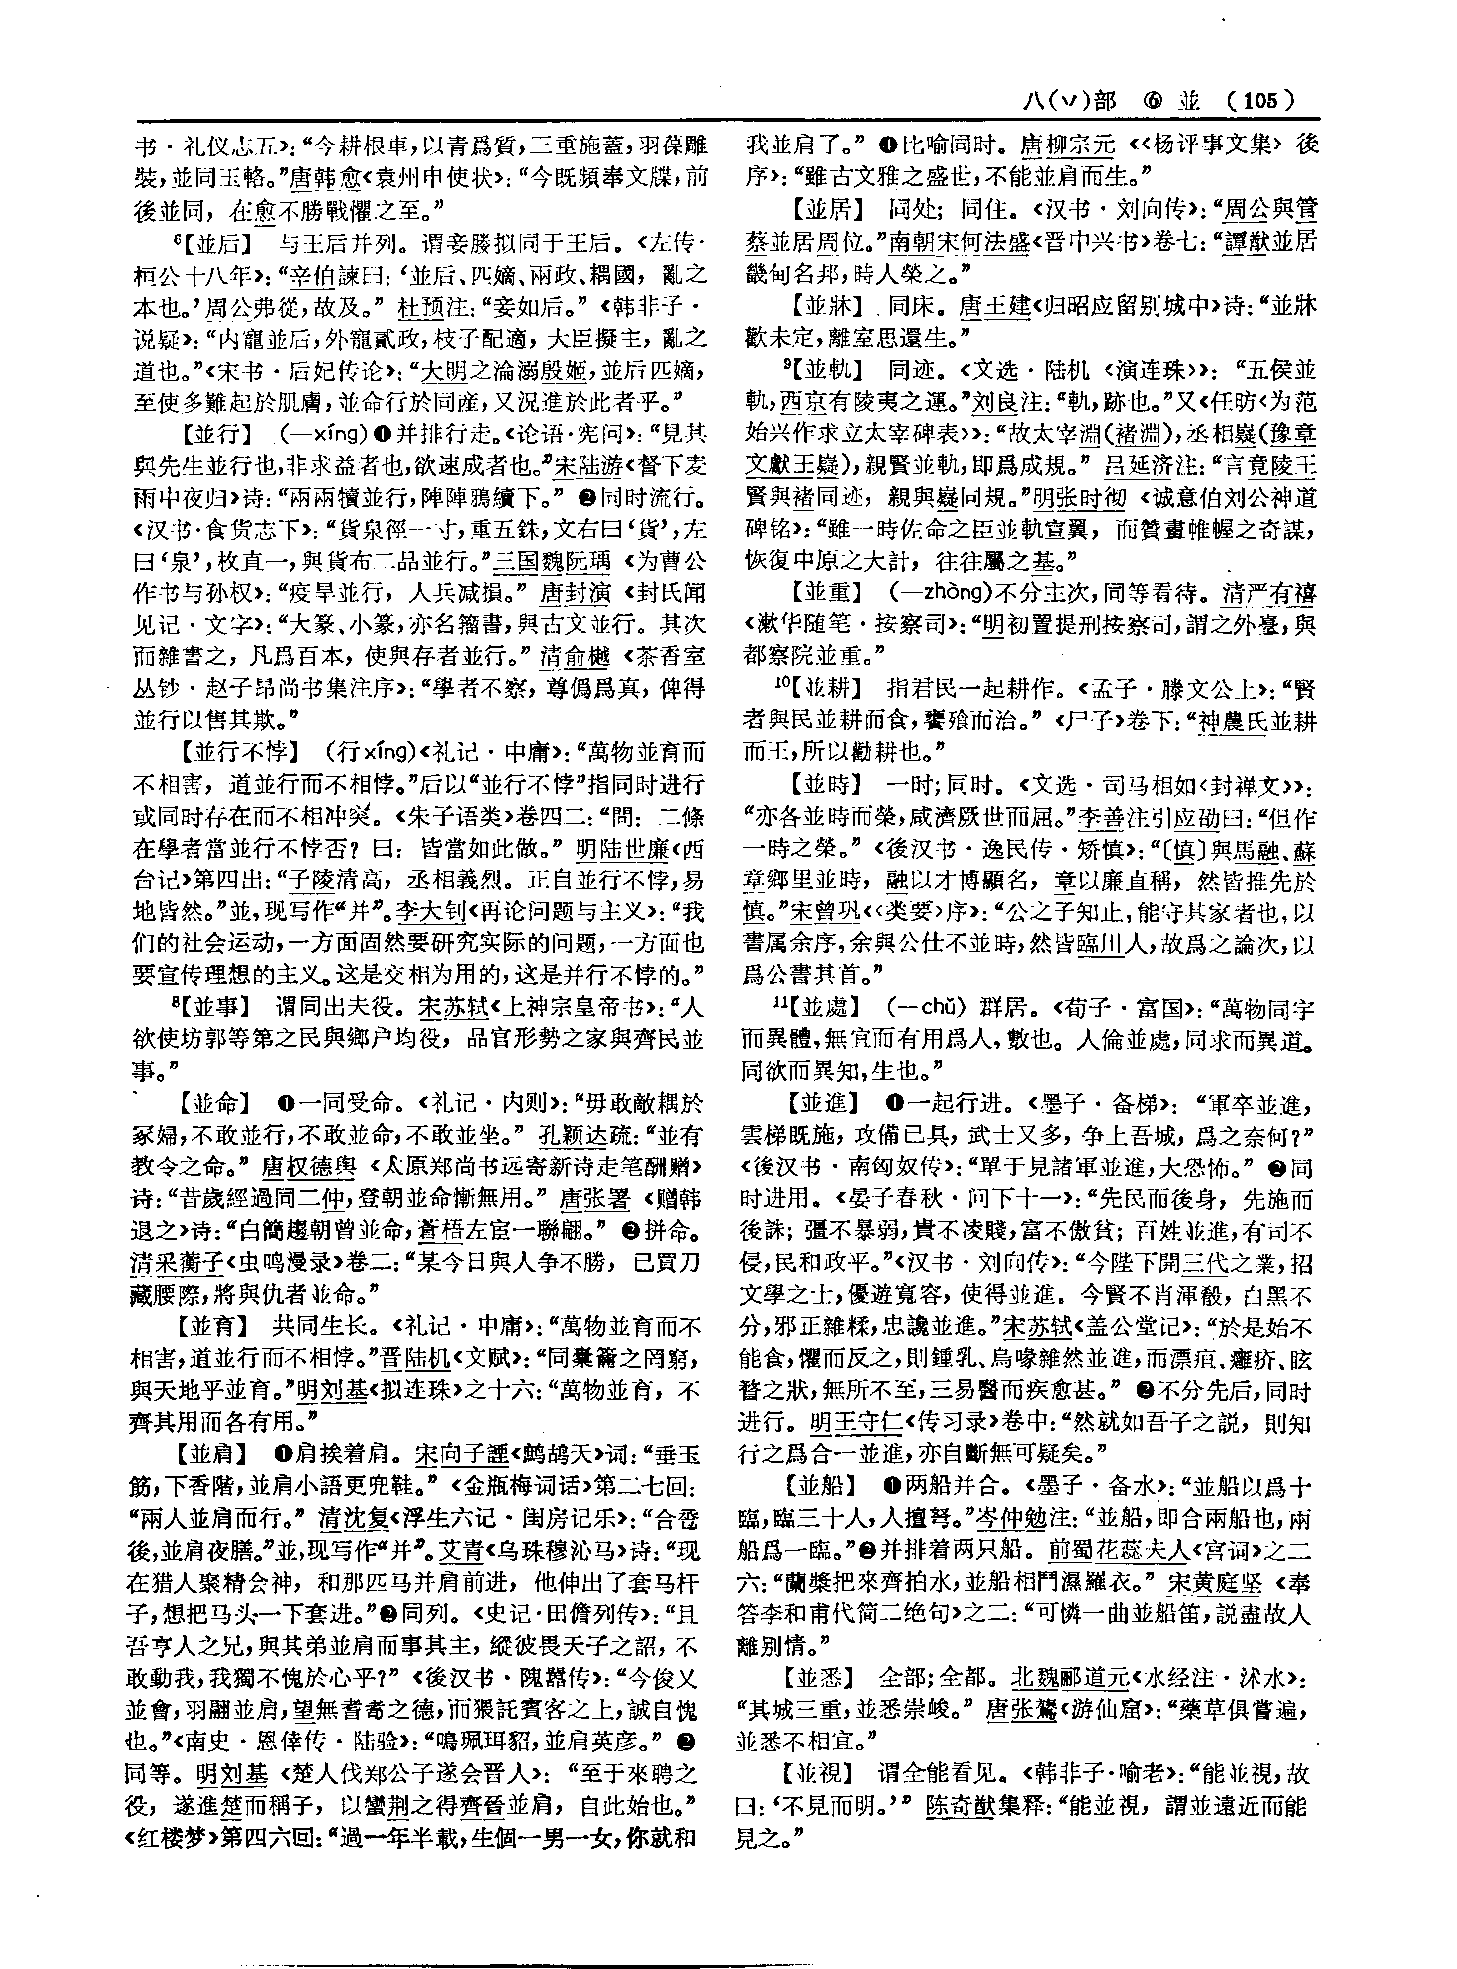 八(丷)部 ⑥ 並 (105)
书·礼仪志五》：“今耕根車，以青爲質，三重施蓋，羽葆雕
裝，並同玉輅。”唐韩愈《袁州申使状》：“今既頻奉文牒，前
後並同，在愈不勝戰懼之至。”
⁶【並后】 与王后并列。谓妾媵拟同于王后。《左传·
桓公十八年》：“辛伯諫曰：‘並后、匹嫡、兩政、耦國，亂之
本也。’周公弗從，故及。”杜预注：“妾如后。”《韩非子·
说疑》：“内寵並后，外寵貳政，枝子配適，大臣擬主，亂之
道也。”《宋书·后妃传论》：“大明之淪溺殷姬，並后匹嫡，
至使多難起於肌膚，並命行於同產，又況進於此者乎。”
【並行】 (—xíng)❶并排行走。《论语·宪问》：“見其
與先生並行也，非求益者也，欲速成者也。”宋陆游《督下麦
雨中夜归》诗：“兩兩犢並行，陣陣鴉續下。”❷同时流行。
《汉书·食货志下》：“貨泉徑一寸，重五銖，文右曰‘貨’，左
曰‘泉’，枚直一，與貨布二品並行。”三国魏阮瑀《为曹公
作书与孙权》：“疫旱並行，人兵减損。”唐封演《封氏闻
见记·文字》：“大篆、小篆，亦名籀書，與古文並行。其次
而雜書之，凡爲百本，使與存者並行。”清俞樾《茶香室
丛钞·赵子昂尚书集注序》：“學者不察，尊僞爲真，俾得
並行以售其欺。”
【並行不悖】 (行xíng)《礼记·中庸》：“萬物並育而
不相害，道並行而不相悖。”后以“並行不悖”指同时进行
或同时存在而不相冲突。《朱子语类》卷四二：“問：二條
在學者當並行不悖否？曰：皆當如此做。”明陆世廉《西
台记》第四出：“子陵清高，丞相義烈。正自並行不悖，易
地皆然。”並，现写作“并”。李大钊《再论问题与主义》：“我
们的社会运动，一方面固然要研究实际的问题，一方面也
要宣传理想的主义。这是交相为用的，这是并行不悖的。”
⁸【並事】 谓同出夫役。宋苏轼《上神宗皇帝书》：“人
欲使坊郭等第之民與鄉户均役，品官形勢之家與齊民並
事。”
【並命】 ❶一同受命。《礼记·内则》：“毋敢敵耦於
冢婦，不敢並行，不敢並命，不敢並坐。”孔颖达疏：“並有
教令之命。”唐权德舆《太原郑尚书远寄新诗走笔酬赠》
诗：“昔歲經過同二仲，登朝並命慚無用。”唐张署《赠韩
退之》诗：“白簡趨朝曾並命，蒼梧左宦一聯翩。”❷拼命。
清采蘅子《虫鸣漫录》卷二：“某今日與人争不勝，已買刀
藏腰際，將與仇者並命。”
【並育】 共同生长。《礼记·中庸》：“萬物並育而不
相害，道並行而不相悖。”晋陆机《文赋》：“同橐籥之罔窮，
與天地乎並育。”明刘基《拟连珠》之十六：“萬物並育，不
齊其用而各有用。”
【並肩】 ❶肩挨着肩。宋向子諲《鹧鸪天》词：“垂玉
筯，下香階，並肩小語更兜鞋。”《金瓶梅词话》第二七回：
“兩人並肩而行。”清沈复《浮生六记·闺房记乐》：“合卺
後，並肩夜膳。”並，现写作“并”。艾青《乌珠穆沁马》诗：“现
在猎人聚精会神，和那匹马并肩前进，他伸出了套马杆
子，想把马头一下套进。”❷同列。《史记·田儋列传》：“且
吾亨人之兄，與其弟並肩而事其主，縱彼畏天子之詔，不
敢動我，我獨不愧於心乎？”《後汉书·隗嚣传》：“今俊乂
並會，羽翮並肩，望無耆耇之德，而猥託賓客之上，誠自愧
也。”《南史·恩倖传·陆验》：“鳴珮珥貂，並肩英彦。”❷
同等。明刘基《楚人伐郑公子遂会晋人》：“至于來聘之
役，遂進楚而稱子，以蠻荆之得齊晉並肩，自此始也。”
《红楼梦》第四六回：“過一年半載，生個一男一女，你就和
我並肩了。”❹比喻同时。唐柳宗元《〈杨评事文集〉後
序》：“雖古文雅之盛世，不能並肩而生。”
【並居】 同处；同住。《汉书·刘向传》：“周公與管
蔡並居周位。”南朝宋何法盛《晋中兴书》卷七：“譚猷並居
畿甸名邦，時人榮之。”
【並牀】 同床。唐王建《归昭应留别城中》诗：“並牀
歡未定，離室思還生。”
⁹【並軌】 同迹。《文选·陆机〈演连珠〉》：“五侯並
軌，西京有陵夷之運。”刘良注：“軌，跡也。”又《任昉〈为范
始兴作求立太宰碑表〉》：“故太宰淵(褚淵)，丞相嶷(豫章
文獻王嶷)，親賢並軌，即爲成規。”吕延济注：“言竟陵王
賢與褚同迹，親與嶷同規。”明张时彻《诚意伯刘公神道
碑铭》：“雖一時佐命之臣並軌宣翼，而贊畫帷幄之奇謀，
恢復中原之大計，往往屬之基。”
【並重】 (—zhòng)不分主次，同等看待。清严有禧
《漱华随笔·按察司》：“明初置提刑按察司，謂之外臺，與
都察院並重。”
¹⁰【並耕】 指君民一起耕作。《孟子·滕文公上》：“賢
者與民並耕而食，饔飧而治。”《尸子》卷下：“神農氏並耕
而王，所以勸耕也。”
【並時】 一时；同时。《文选·司马相如〈封禅文〉》：
“亦各並時而榮，咸濟厥世而屈。”李善注引应劭曰：“但作
一時之榮。”《後汉书·逸民传·矫慎》：“〔慎〕與馬融、蘇
章鄉里並時，融以才博顯名，章以廉直稱，然皆推先於
慎。”宋曾巩《〈类要〉序》：“公之子知止，能守其家者也，以
書属余序，余與公仕不並時，然皆臨川人，故爲之論次，以
爲公書其首。”
¹¹【並處】 (—chǔ) 群居。《荀子·富国》：“萬物同宇
而異體，無宜而有用爲人，數也。人倫並處，同求而異道。
同欲而異知，生也。”
【並進】 ❶一起行进。《墨子·备梯》：“軍卒並進，
雲梯既施，攻備已具，武士又多，争上吾城，爲之奈何？”
《後汉书·南匈奴传》：“單于見諸軍並進，大恐怖。”❷同
时进用。《晏子春秋·问下十一》：“先民而後身，先施而
後誅；彊不暴弱，貴不凌賤，富不傲貧；百姓並進，有司不
侵，民和政平。”《汉书·刘向传》：“今陛下開三代之業，招
文學之士，優遊寬容，使得並進。今賢不肖渾殽，白黑不
分，邪正雜糅，忠讒並進。”宋苏轼《盖公堂记》：“於是始不
能食，懼而反之，則鍾乳、烏喙雜然並進，而漂疽、癰疥、眩
瞀之狀，無所不至，三易醫而疾愈甚。”❷不分先后，同时
进行。明王守仁《传习录》卷中：“然就如吾子之説，則知
行之爲合一並進，亦自斷無可疑矣。”
【並船】 ❶两船并合。《墨子·备水》：“並船以爲十
臨，臨三十人，人擅弩。”岑仲勉注：“並船，即合兩船也，兩
船爲一臨。”❷并排着两只船。前蜀花蕊夫人《宫词》之二
六：“蘭槳把來齊拍水，並船相鬥濕羅衣。”宋黄庭坚《奉
答李和甫代简二绝句》之二：“可憐一曲並船笛，説盡故人
離别情。”
【並悉】 全部；全都。北魏郦道元《水经注·沭水》：
“其城三重，並悉崇峻。”唐张鷟《游仙窟》：“藥草俱嘗遍，
並悉不相宜。”
【並視】 谓全能看见。《韩非子·喻老》：“能並視，故
曰：‘不見而明。’”陈奇猷集释：“能並視，謂並遠近而能
見之。”